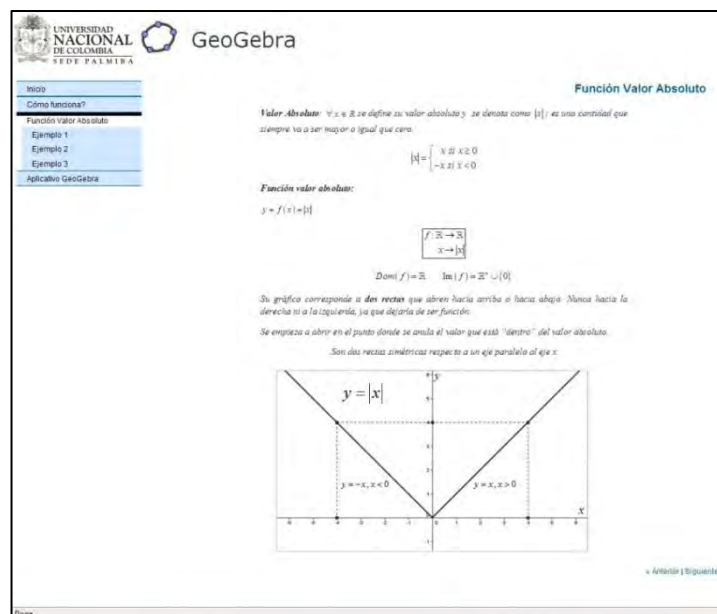 UNIVERSIDAD
NACIONAL
DE COLOMBIA
SEDE PALMIRA
GeoGebra
Inicio
Cómo funciona?
Función Valor Absoluto
Ejemplo 1
Ejemplo 2
Ejemplo 3
Aplicativo GeoGebra
Función Valor Absoluto
Valor Absoluto: ∀ x ∈ ℝ se define su valor absoluto y se denota como |x|; es una cantidad que
siempre va a ser mayor o igual que cero.
|x| = { x si x ≥ 0
−x si x < 0
Función valor absoluto:
y = f(x) = |x|
f: ℝ → ℝ
x → |x|
Dom(f) = ℝ Im(f) = ℝ⁺ ∪ {0}
Su gráfico corresponde a dos rectas que abren hacia arriba o hacia abajo. Nunca hacia la
derecha ni a la izquierda, ya que dejaría de ser función.
Se empieza a abrir en el punto donde se anula el valor que está "dentro" del valor absoluto.
Son dos rectas simétricas respecto a un eje paralelo al eje x
y = |x|
y
y = −x, x < 0
y = x, x > 0
x
« Anterior | Siguiente